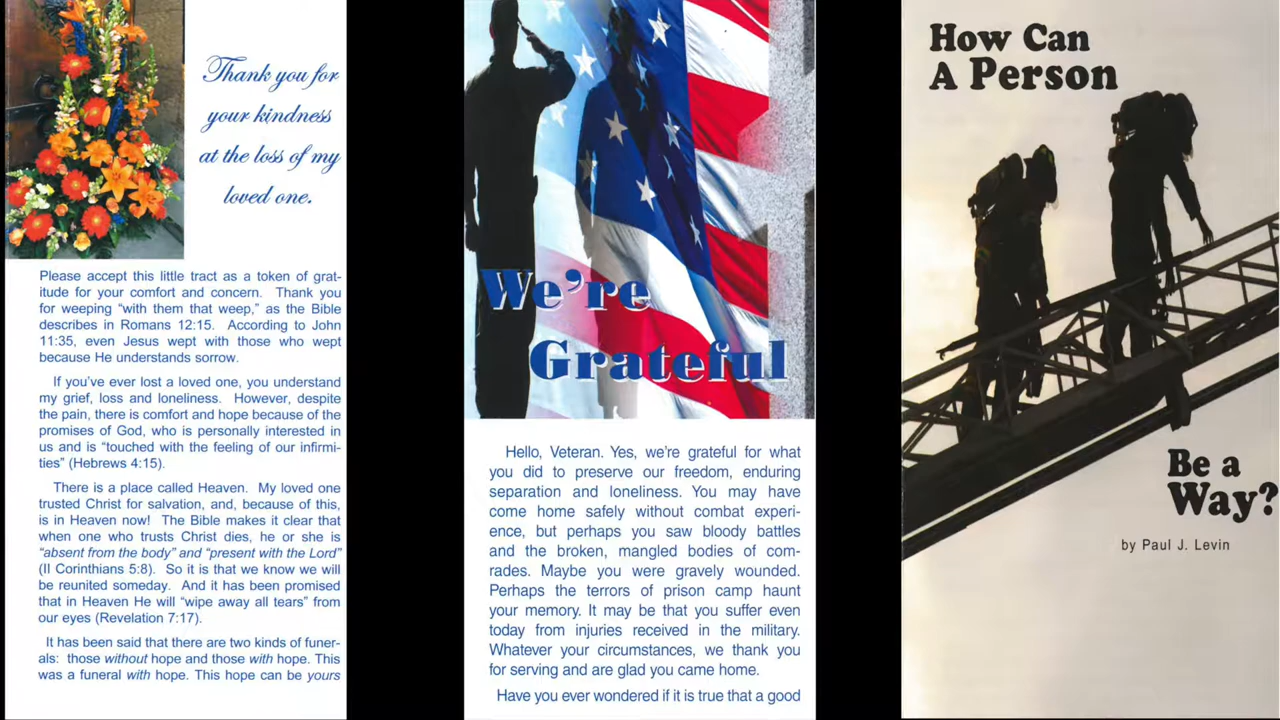 Thank you for
your kindness
at the loss of my
loved one.
Please accept this little tract as a token of grat-
itude for your comfort and concern. Thank you
for weeping “with them that weep,” as the Bible
describes in Romans 12:15. According to John
11:35, even Jesus wept with those who wept
because He understands sorrow.
If you’ve ever lost a loved one, you understand
my grief, loss and loneliness. However, despite
the pain, there is comfort and hope because of the
promises of God, who is personally interested in
us and is “touched with the feeling of our infirmi-
ties” (Hebrews 4:15).
There is a place called Heaven. My loved one
trusted Christ for salvation, and, because of this,
is in Heaven now! The Bible makes it clear that
when one who trusts Christ dies, he or she is
“absent from the body” and “present with the Lord”
(II Corinthians 5:8). So it is that we know we will
be reunited someday. And it has been promised
that in Heaven He will “wipe away all tears” from
our eyes (Revelation 7:17).
It has been said that there are two kinds of funer-
als: those without hope and those with hope. This
was a funeral with hope. This hope can be yours
We’re
Grateful
Hello, Veteran. Yes, we’re grateful for what
you did to preserve our freedom, enduring
separation and loneliness. You may have
come home safely without combat experi-
ence, but perhaps you saw bloody battles
and the broken, mangled bodies of com-
rades. Maybe you were gravely wounded.
Perhaps the terrors of prison camp haunt
your memory. It may be that you suffer even
today from injuries received in the military.
Whatever your circumstances, we thank you
for serving and are glad you came home.
Have you ever wondered if it is true that a good
How Can
A Person
Be a
Way?
by Paul J. Levin